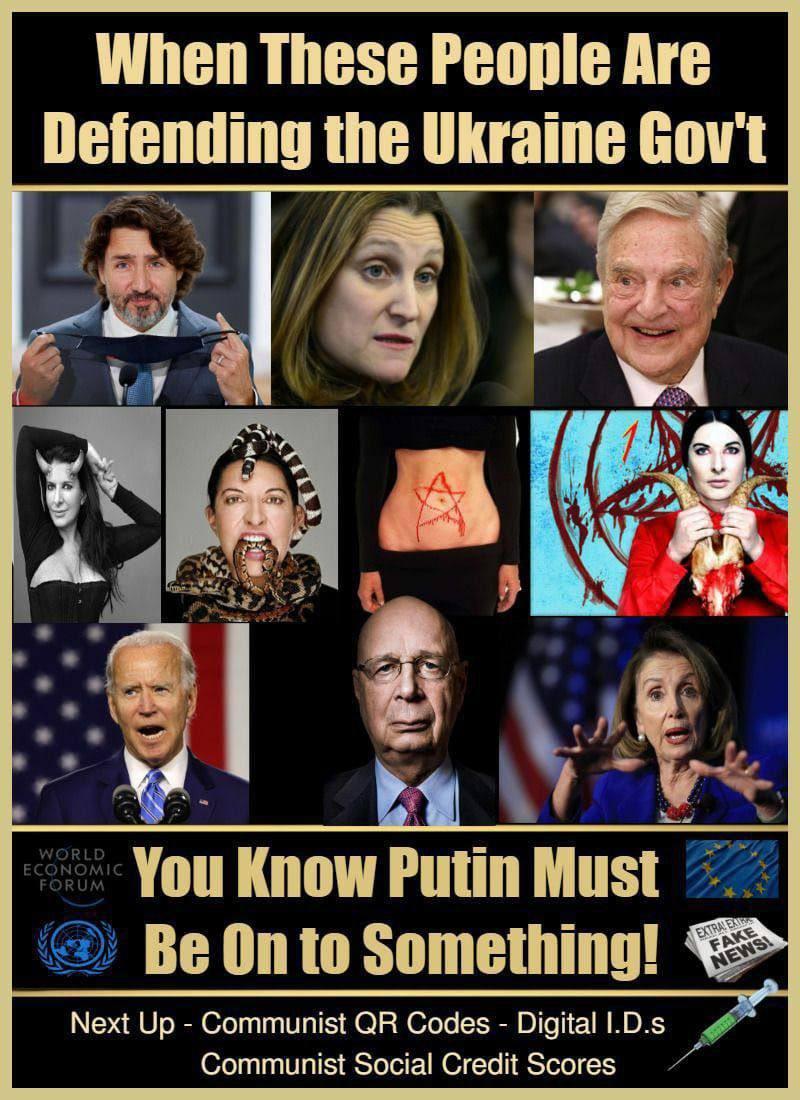 When These People Are
Defending the Ukraine Gov't
1
WORLD
ECONOMIC
FORUM
You Know Putin Must
Be On to Something!
EXTRA! EXTRA!
FAKE
NEWS!
Next Up - Communist QR Codes - Digital I.D.s
Communist Social Credit Scores